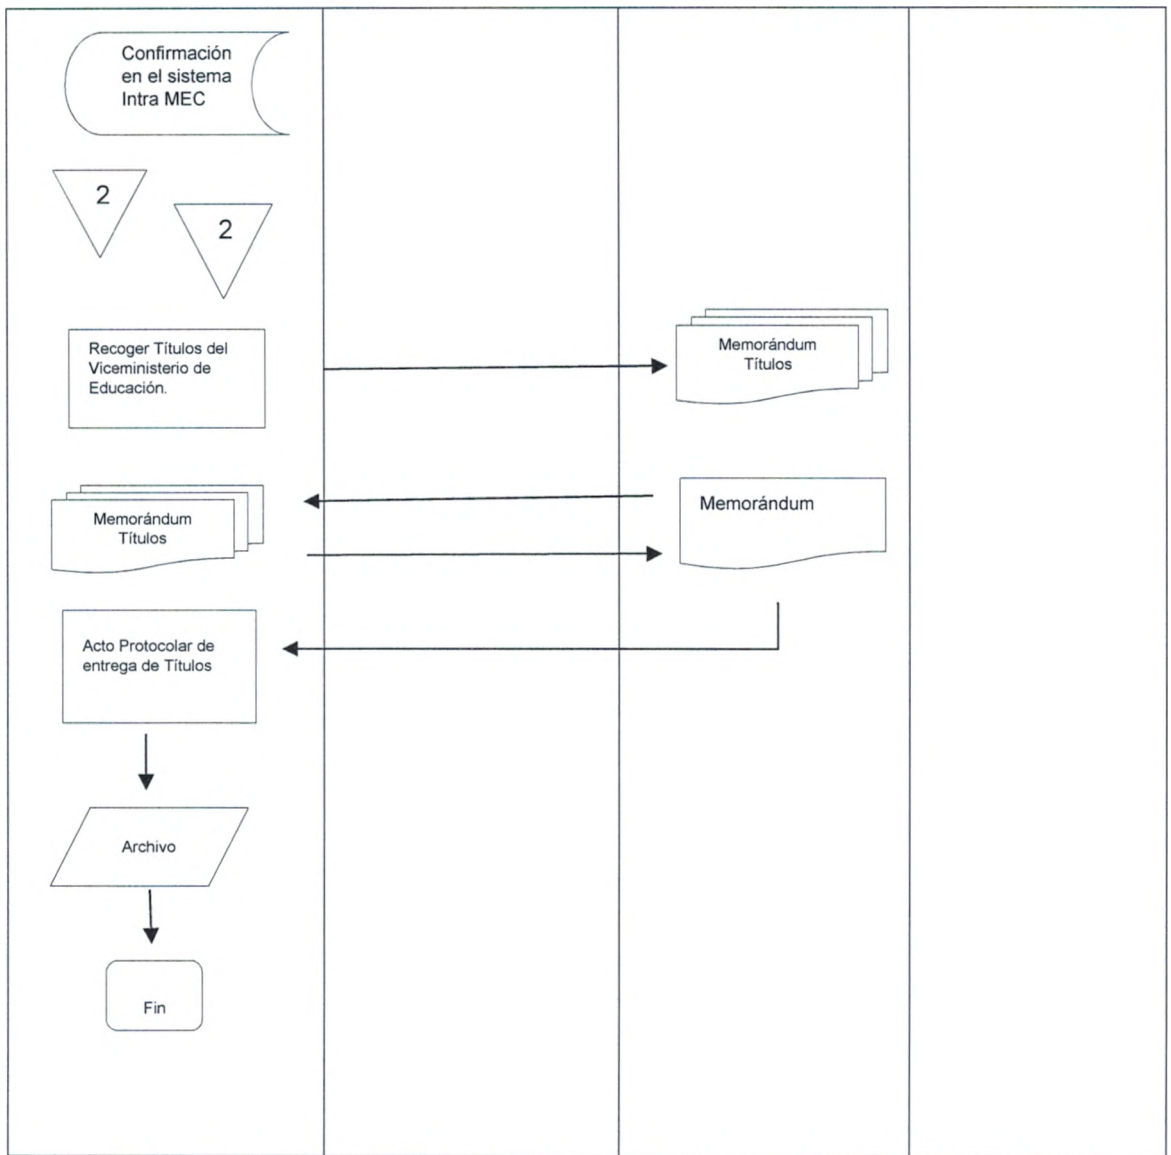 Confirmación
en el sistema
Intra MEC
2
2
Recoger Títulos del
Viceministerio de
Educación.
Memorándum
Títulos
Memorándum
Títulos
Memorándum
Acto Protocolar de
entrega de Títulos
Archivo
Fin